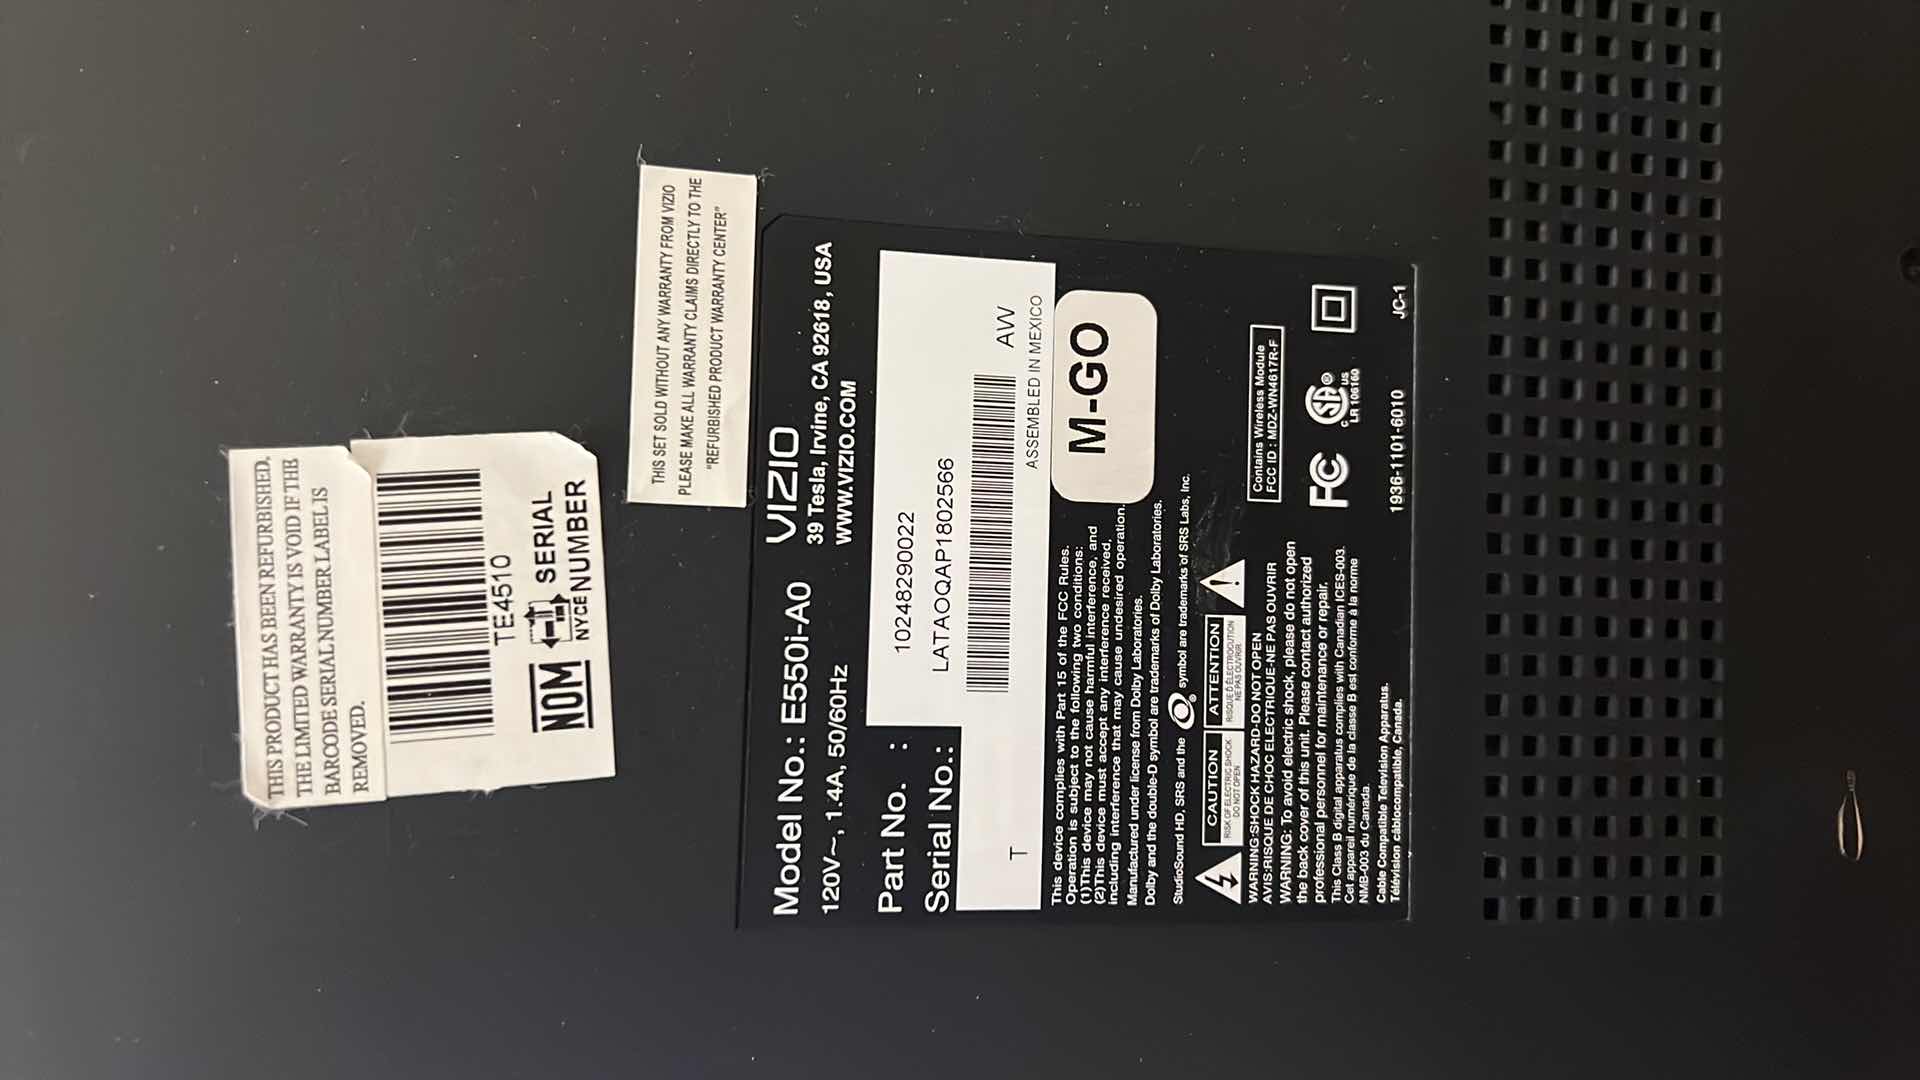 THIS PRODUCT HAS BEEN REFURBISHED.
THE LIMITED WARRANTY IS VOID IF THE
BARCODE SERIAL NUMBER LABEL IS
REMOVED.
TE4510
NOM
NYCE
SERIAL
NUMBER
THIS SET SOLD WITHOUT ANY WARRANTY FROM VIZIO
PLEASE MAKE ALL WARRANTY CLAIMS DIRECTLY TO THE
"REFURBISHED PRODUCT WARRANTY CENTER"
Model No.: E550i-A0
120V~, 1.4A, 50/60Hz
VIZIO
39 Tesla, Irvine, CA 92618, USA
WWW.VIZIO.COM
Part No. :
10248290022
Serial No.:
LATAOQAP1802566
T
AW
ASSEMBLED IN MEXICO
M-GO
This device complies with Part 15 of the FCC Rules.
Operation is subject to the following two conditions:
(1)This device may not cause harmful interference, and
(2)This device must accept any interference received,
including interference that may cause undesired operation.
Manufactured under license from Dolby Laboratories.
Dolby and the double-D symbol are trademarks of Dolby Laboratories.
StudioSound HD, SRS and the symbol are trademarks of SRS Labs, Inc.
CAUTION
RISK OF ELECTRIC SHOCK
DO NOT OPEN
ATTENTION
RISQUE D ÉLECTROCUTION
NE PAS OUVRIR
WARNING:SHOCK HAZARD-DO NOT OPEN
AVIS:RISQUE DE CHOC ELECTRIQUE-NE PAS OUVRIR
WARNING: To avoid electric shock, please do not open
the back cover of this unit. Please contact authorized
professional personnel for maintenance or repair.
This Class B digital apparatus complies with Canadian ICES-003.
Cet appareil numérique de la classe B est conforme à la norme
NMB-003 du Canada.
Cable Compatible Television Apparatus.
Télévision câblocompatible, Canada.
Contains Wireless Module
FCC ID : MDZ-WN4617R-F
FC
c SA ® us
LR 106160
1936-1101-6010
JC-1